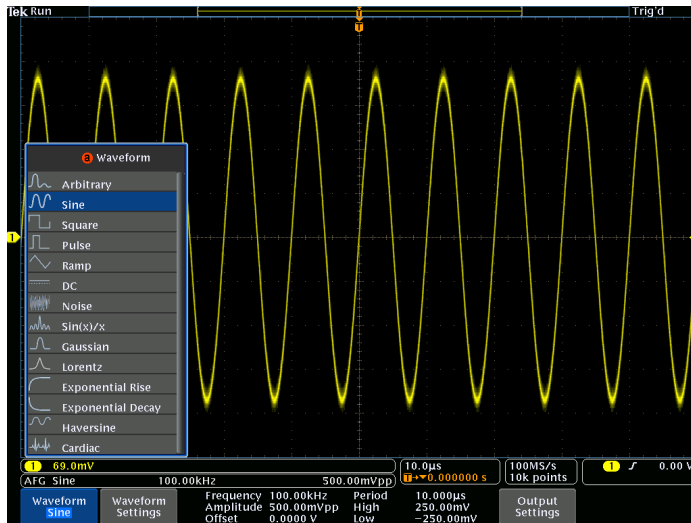 Tek Run Trig'd
T
T
a Waveform
Arbitrary
Sine
Square
Pulse
Ramp
DC
Noise
Sin(x)/x
Gaussian
Lorentz
Exponential Rise
Exponential Decay
Haversine
Cardiac
1
1 69.0mV 10.0µs 100MS/s 1 0.00 V
AFG Sine 100.00kHz 500.00mVpp T→▼0.000000 s 10k points
Waveform Waveform Frequency 100.00kHz Period 10.000µs Output
Sine Settings Amplitude 500.00mVpp High 250.00mV Settings
Offset 0.0000 V Low −250.00mV